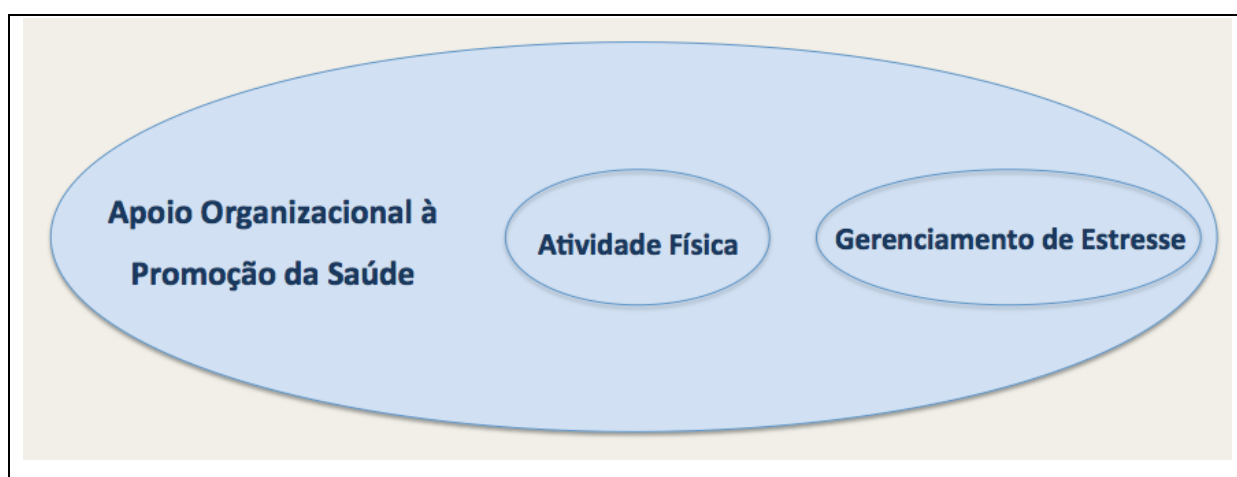 Apoio Organizacional à
Promoção da Saúde
Atividade Física
Gerenciamento de Estresse